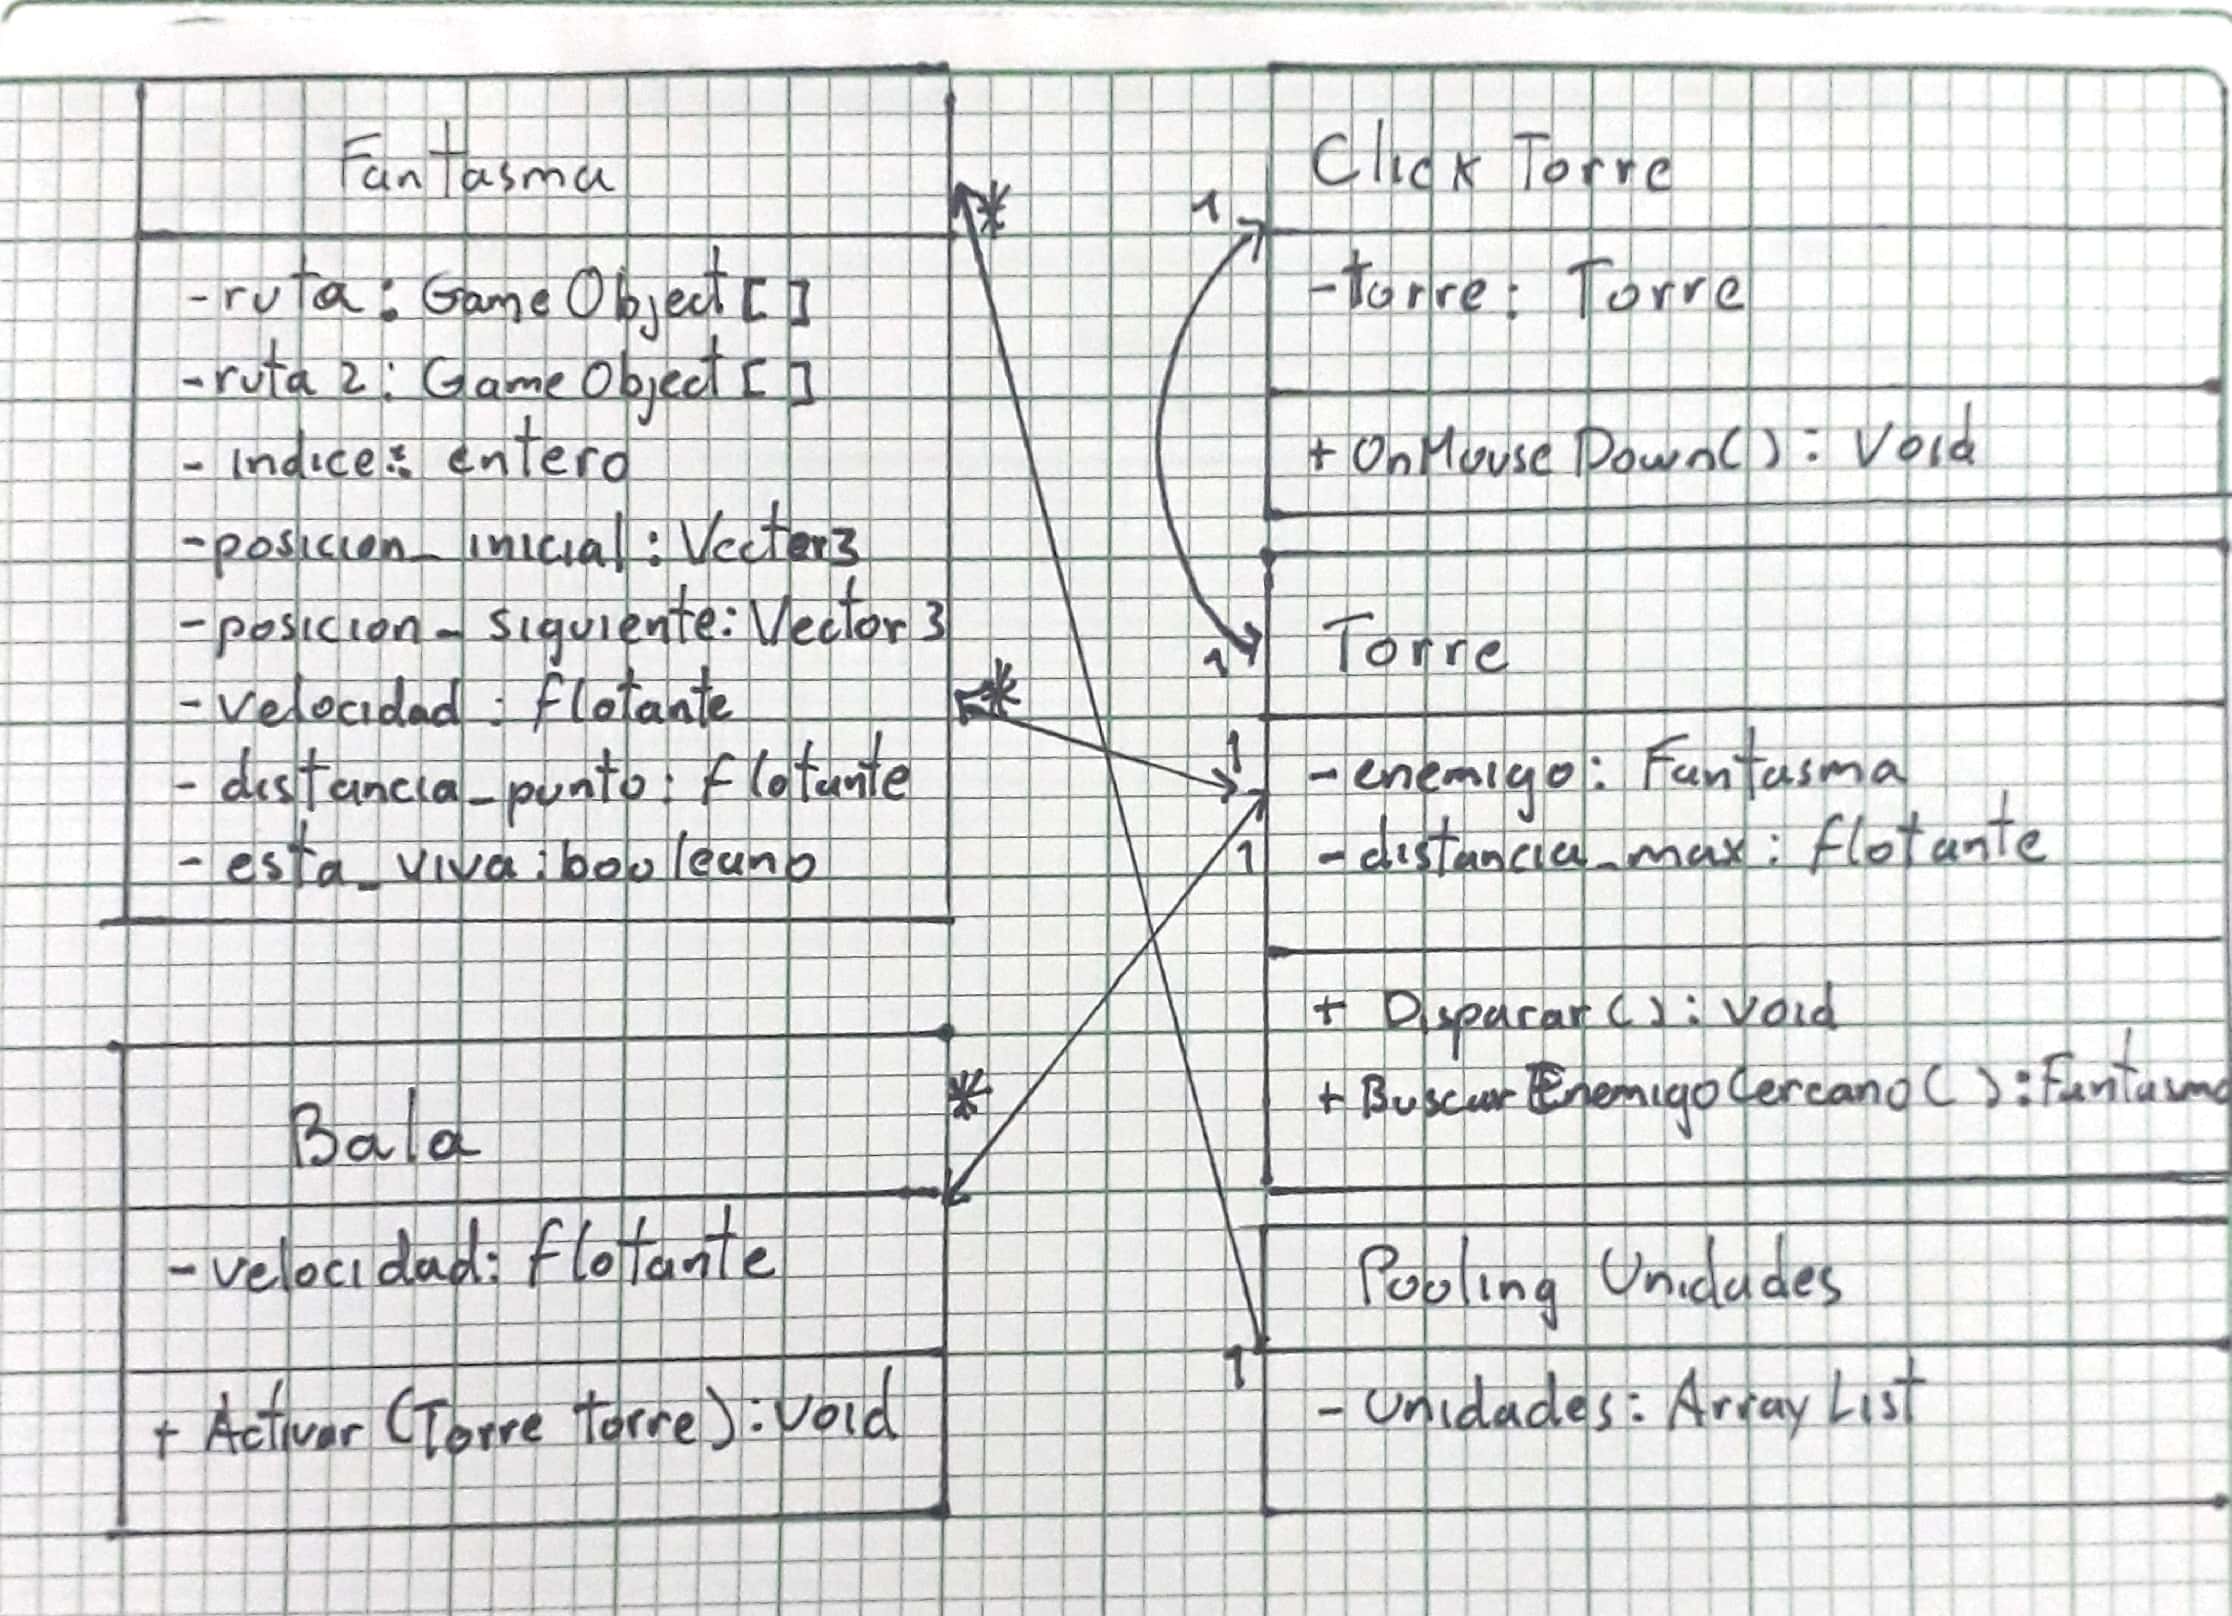 Fantasma
- ruta : GameObject []
- ruta 2 : GameObject []
- indice : entero
- posicion_inicial : Vector3
- posicion_siguiente: Vector3
- velocidad : flotante
- distancia_punto : flotante
- esta_viva : booleano
*
*
Bala
- velocidad: flotante
+ Activar (Torre torre) : void
*
Click Torre
1
- torre : Torre
+ OnMouseDown() : Void
Torre
1
1
- enemigo : Fantasma
1
- distancia_max : flotante
+ Disparar () : void
+ BuscarEnemigoCercano () : Fantasma
Pooling Unidades
1
- Unidades : ArrayList